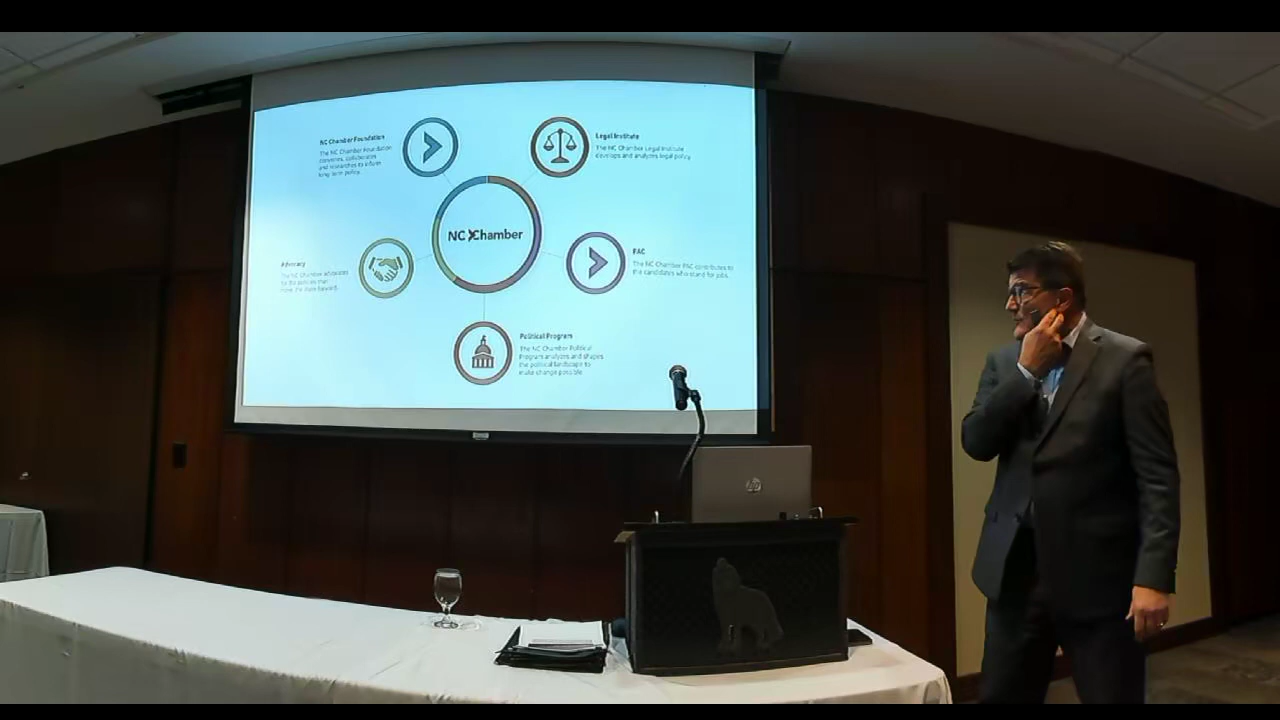 NC Chamber Foundation
The NC Chamber Foundation
convenes, collaborates
and researches to inform
long-term policy.
Legal Institute
The NC Chamber Legal Institute
develops and analyzes legal policy.
NC Chamber
Advocacy
The NC Chamber advocates
for the policies that
move the state forward.
PAC
The NC Chamber PAC contributes to
the candidates who stand for jobs.
Political Program
The NC Chamber Political
Program analyzes and shapes
the political landscape to
make change possible.
hp